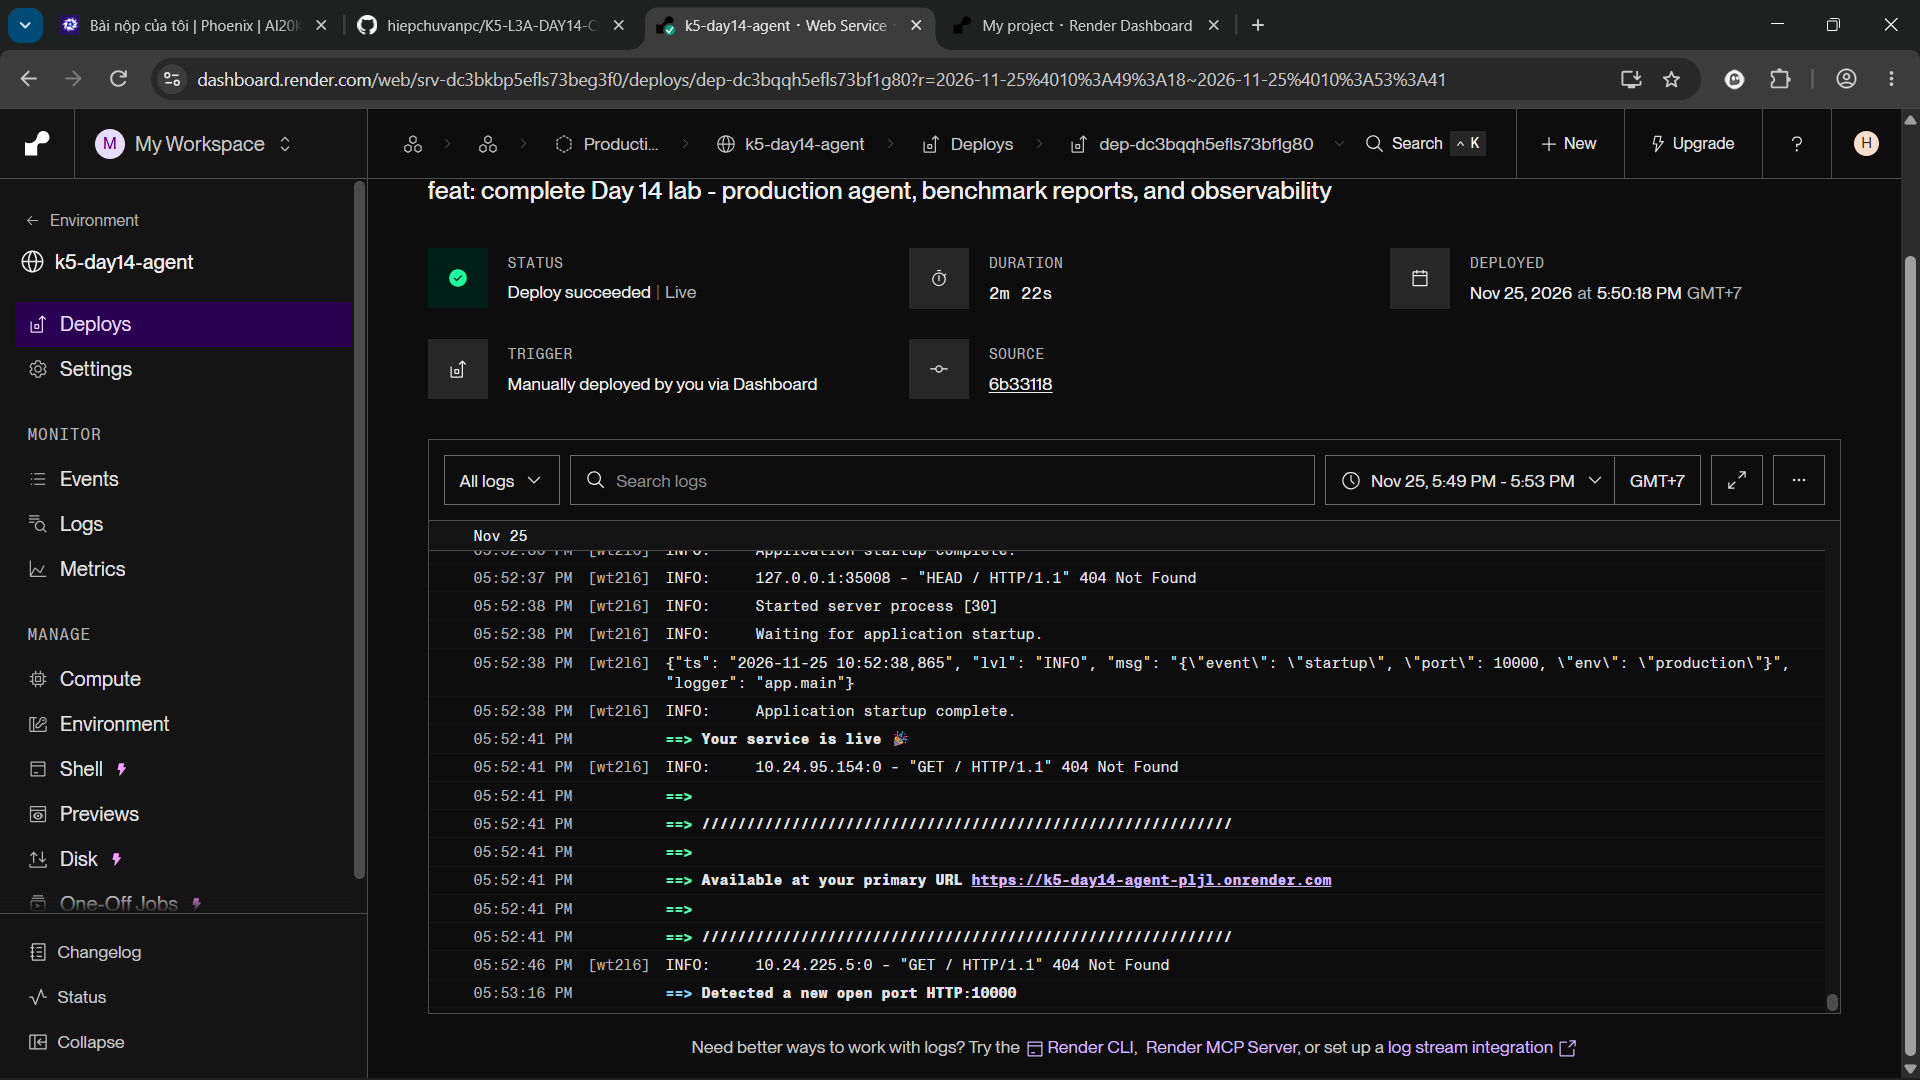 Bài nộp của tôi | Phoenix | AI20K
hiepchuvanpc/K5-L3A-DAY14-C
k5-day14-agent · Web Service
My project · Render Dashboard
dashboard.render.com/web/srv-dc3bkbp5efls73beg3f0/deploys/dep-dc3bqqh5efls73bf1g80?r=2026-11-25%4010%3A49%3A18~2026-11-25%4010%3A53%3A41
M My Workspace
Producti...
k5-day14-agent
Deploys
dep-dc3bqqh5efls73bf1g80
Search ^ K
+ New
Upgrade
?
H
← Environment
k5-day14-agent
Deploys
Settings
MONITOR
Events
Logs
Metrics
MANAGE
Compute
Environment
Shell
Previews
Disk
One-Off Jobs
Changelog
Status
Collapse
feat: complete Day 14 lab - production agent, benchmark reports, and observability
STATUS
Deploy succeeded | Live
DURATION
2m 22s
DEPLOYED
Nov 25, 2026 at 5:50:18 PM GMT+7
TRIGGER
Manually deployed by you via Dashboard
SOURCE
6b33118
All logs
Search logs
Nov 25, 5:49 PM - 5:53 PM
GMT+7
...
Nov 25
[wt2l6] INFO: Application startup complete.
05:52:37 PM [wt2l6] INFO: 127.0.0.1:35008 - "HEAD / HTTP/1.1" 404 Not Found
05:52:38 PM [wt2l6] INFO: Started server process [30]
05:52:38 PM [wt2l6] INFO: Waiting for application startup.
05:52:38 PM [wt2l6] {"ts": "2026-11-25 10:52:38,865", "lvl": "INFO", "msg": "{\"event\": \"startup\", \"port\": 10000, \"env\": \"production\"}",
"logger": "app.main"}
05:52:38 PM [wt2l6] INFO: Application startup complete.
05:52:41 PM ==> Your service is live 🎉
05:52:41 PM [wt2l6] INFO: 10.24.95.154:0 - "GET / HTTP/1.1" 404 Not Found
05:52:41 PM ==>
05:52:41 PM ==> ///////////////////////////////////////////////////////////
05:52:41 PM ==>
05:52:41 PM ==> Available at your primary URL https://k5-day14-agent-pljl.onrender.com
05:52:41 PM ==>
05:52:41 PM ==> ///////////////////////////////////////////////////////////
05:52:46 PM [wt2l6] INFO: 10.24.225.5:0 - "GET / HTTP/1.1" 404 Not Found
05:53:16 PM ==> Detected a new open port HTTP:10000
Need better ways to work with logs? Try the Render CLI, Render MCP Server, or set up a log stream integration